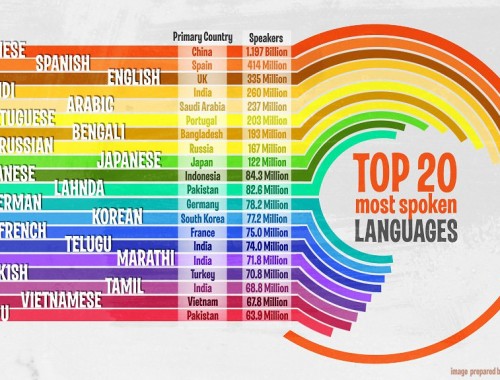 Primary Country Speakers
NESE China 1.197 Billion
SPANISH Spain 414 Million
ENGLISH UK 335 Million
DI India 260 Million
ARABIC Saudi Arabia 237 Million
TUGUESE Portugal 203 Million
BENGALI Bangladesh 193 Million
RUSSIAN Russia 167 Million
JAPANESE Japan 122 Million
ANESE Indonesia 84.3 Million
LAHNDA Pakistan 82.6 Million
ERMAN Germany 78.2 Million
KOREAN South Korea 77.2 Million
FRENCH France 75.0 Million
TELUGU India 74.0 Million
MARATHI India 71.8 Million
KISH Turkey 70.8 Million
TAMIL India 68.8 Million
VIETNAMESE Vietnam 67.8 Million
U Pakistan 63.9 Million
TOP 20
most spoken
LANGUAGES
image prepared b